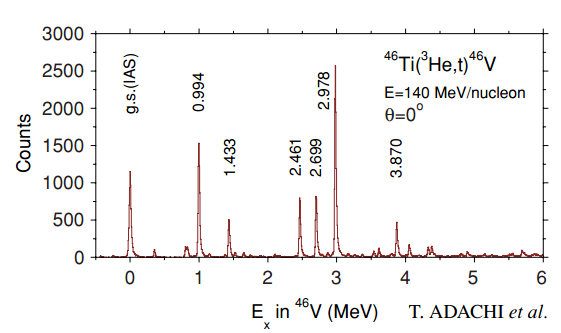 3000
2500
2000
1500
1000
500
0
Counts
g.s.(IAS)
0.994
1.433
2.461
2.699
2.978
3.870
⁴⁶Ti(³He,t)⁴⁶V
E=140 MeV/nucleon
θ=0°
0 1 2 3 4 5 6
Eₓ in ⁴⁶V (MeV)
T. ADACHI et al.